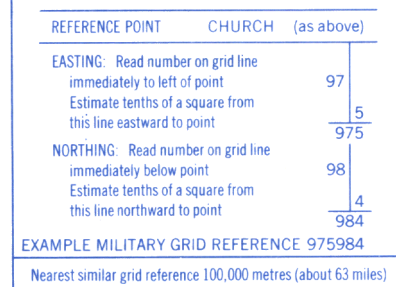 REFERENCE POINT CHURCH (as above)
EASTING: Read number on grid line
immediately to left of point 97
Estimate tenths of a square from
this line eastward to point 5
975
NORTHING: Read number on grid line
immediately below point 98
Estimate tenths of a square from
this line northward to point 4
984
EXAMPLE MILITARY GRID REFERENCE 975984
Nearest similar grid reference 100,000 metres (about 63 miles)